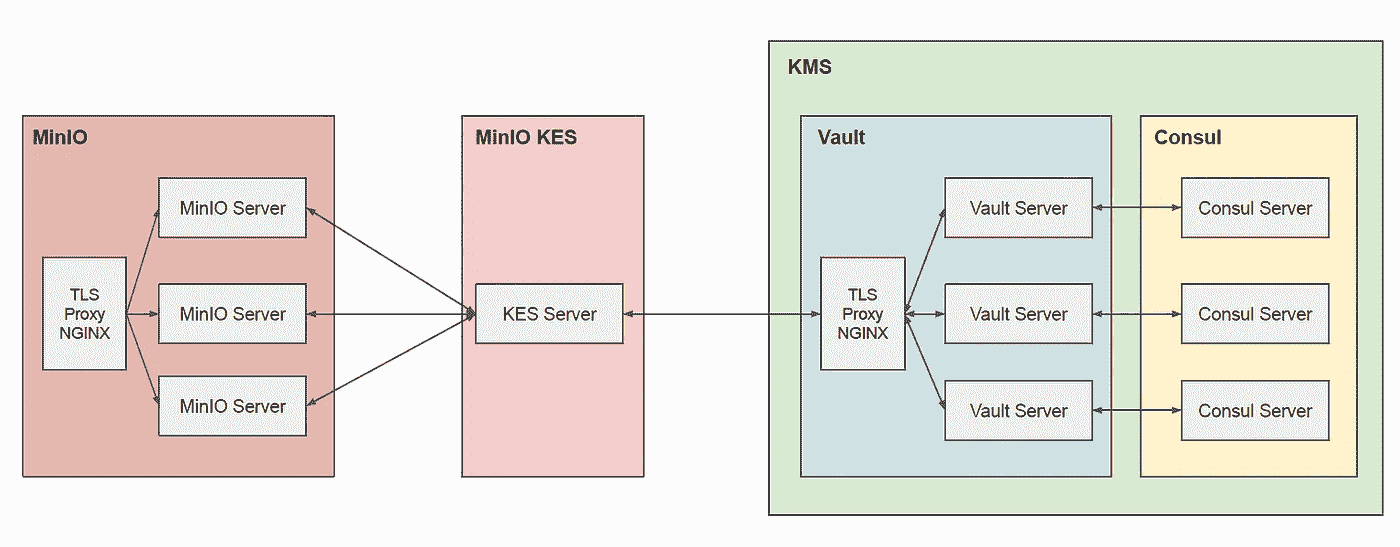 KMS
MinIO
MinIO KES
Vault
Consul
MinIO Server
Vault Server
Consul Server
TLS
Proxy
NGINX
MinIO Server
KES Server
TLS
Proxy
NGINX
Vault Server
Consul Server
MinIO Server
Vault Server
Consul Server